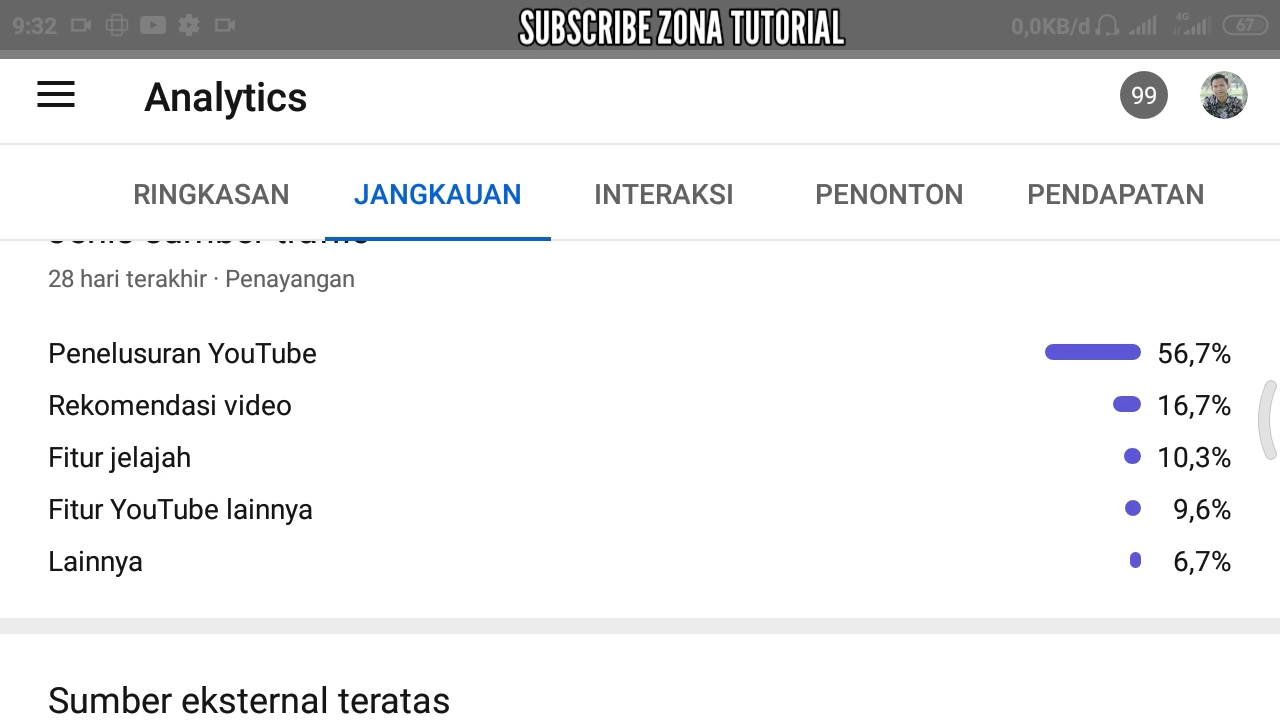 9:32
SUBSCRIBE ZONA TUTORIAL
0,0KB/d
4G
67
Analytics
99
RINGKASAN
JANGKAUAN
INTERAKSI
PENONTON
PENDAPATAN
28 hari terakhir · Penayangan
Penelusuran YouTube 56,7%
Rekomendasi video 16,7%
Fitur jelajah 10,3%
Fitur YouTube lainnya 9,6%
Lainnya 6,7%
Sumber eksternal teratas